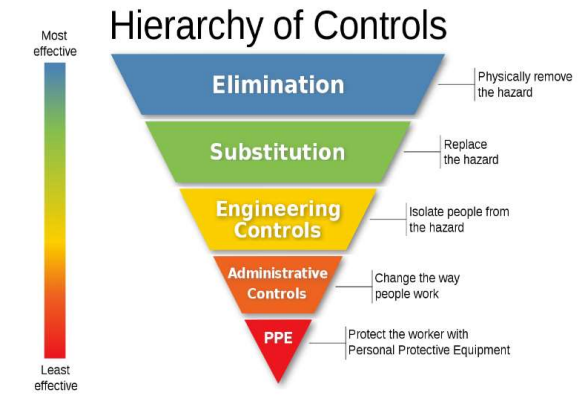 Hierarchy of Controls
Most
effective
Elimination
Physically remove
the hazard
Substitution
Replace
the hazard
Engineering
Controls
Isolate people from
the hazard
Administrative
Controls
Change the way
people work
PPE
Protect the worker with
Personal Protective Equipment
Least
effective